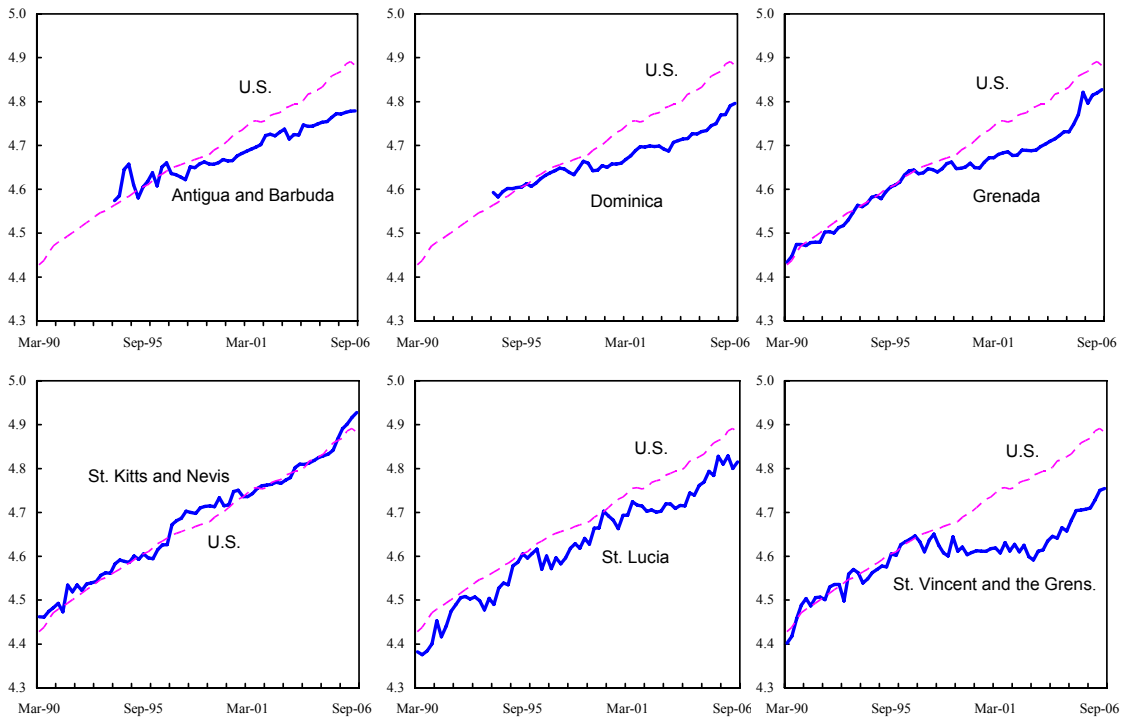 5.0
4.9
4.8
4.7
4.6
4.5
4.4
4.3
U.S.
Antigua and Barbuda
Mar-90 Sep-95 Mar-01 Sep-06
5.0
4.9
4.8
4.7
4.6
4.5
4.4
4.3
U.S.
Dominica
Mar-90 Sep-95 Mar-01 Sep-06
5.0
4.9
4.8
4.7
4.6
4.5
4.4
4.3
U.S.
Grenada
Mar-90 Sep-95 Mar-01 Sep-06
5.0
4.9
4.8
4.7
4.6
4.5
4.4
4.3
St. Kitts and Nevis
U.S.
Mar-90 Sep-95 Mar-01 Sep-06
5.0
4.9
4.8
4.7
4.6
4.5
4.4
4.3
U.S.
St. Lucia
Mar-90 Sep-95 Mar-01 Sep-06
5.0
4.9
4.8
4.7
4.6
4.5
4.4
4.3
U.S.
St. Vincent and the Grens.
Mar-90 Sep-95 Mar-01 Sep-06